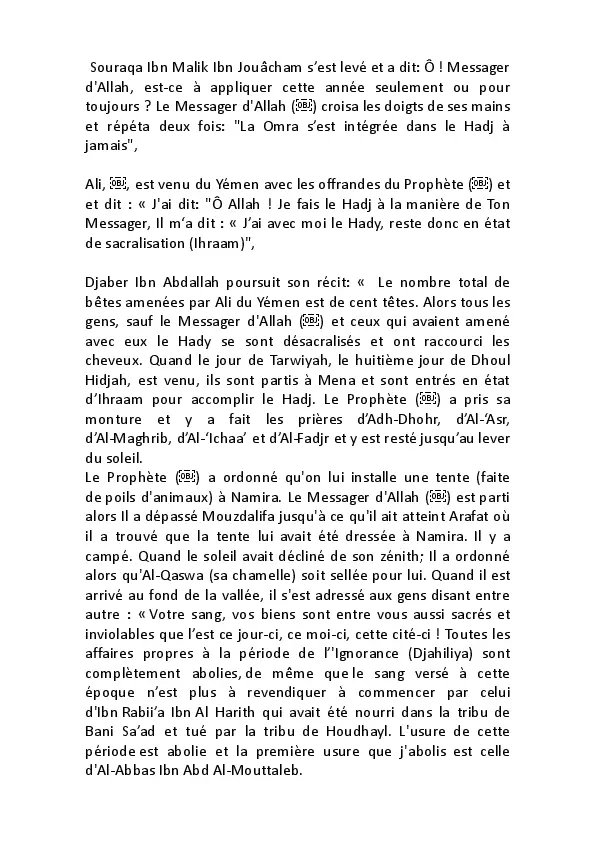 Souraqa Ibn Malik Ibn Jouâcham s’est levé et a dit: Ô ! Messager
d'Allah, est-ce à appliquer cette année seulement ou pour
toujours ? Le Messager d'Allah (￼) croisa les doigts de ses mains
et répéta deux fois: "La Omra s’est intégrée dans le Hadj à
jamais",
Ali, ￼, est venu du Yémen avec les offrandes du Prophète (￼) et
et dit : « J'ai dit: "Ô Allah ! Je fais le Hadj à la manière de Ton
Messager, Il m‘a dit : « J’ai avec moi le Hady, reste donc en état
de sacralisation (Ihraam)",
Djaber Ibn Abdallah poursuit son récit: « Le nombre total de
bêtes amenées par Ali du Yémen est de cent têtes. Alors tous les
gens, sauf le Messager d'Allah (￼) et ceux qui avaient amené
avec eux le Hady se sont désacralisés et ont raccourci les
cheveux. Quand le jour de Tarwiyah, le huitième jour de Dhoul
Hidjah, est venu, ils sont partis à Mena et sont entrés en état
d’Ihraam pour accomplir le Hadj. Le Prophète (￼) a pris sa
monture et y a fait les prières d’Adh-Dhohr, d’Al-‘Asr,
d’Al-Maghrib, d’Al-‘Ichaa’ et d’Al-Fadjr et y est resté jusqu’au lever
du soleil.
Le Prophète (￼) a ordonné qu'on lui installe une tente (faite
de poils d'animaux) à Namira. Le Messager d'Allah (￼) est parti
alors Il a dépassé Mouzdalifa jusqu'à ce qu'il ait atteint Arafat où
il a trouvé que la tente lui avait été dressée à Namira. Il y a
campé. Quand le soleil avait décliné de son zénith; Il a ordonné
alors qu'Al-Qaswa (sa chamelle) soit sellée pour lui. Quand il est
arrivé au fond de la vallée, il s'est adressé aux gens disant entre
autre : « Votre sang, vos biens sont entre vous aussi sacrés et
inviolables que l’est ce jour-ci, ce moi-ci, cette cité-ci ! Toutes les
affaires propres à la période de l’'Ignorance (Djahiliya) sont
complètement abolies, de même que le sang versé à cette
époque n’est plus à revendiquer à commencer par celui
d'Ibn Rabii’a Ibn Al Harith qui avait été nourri dans la tribu de
Bani Sa’ad et tué par la tribu de Houdhayl. L'usure de cette
période est abolie et la première usure que j'abolis est celle
d'Al-Abbas Ibn Abd Al-Mouttaleb.